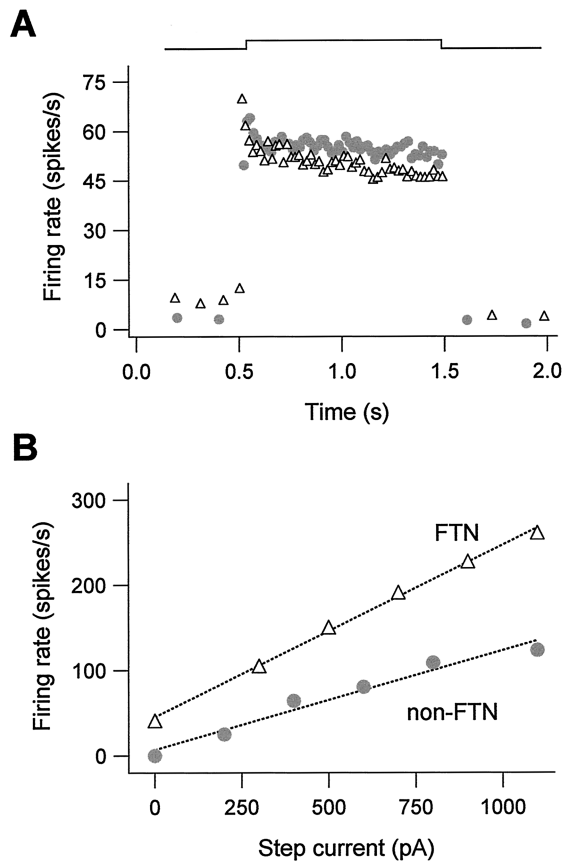 A
Firing rate (spikes/s)
75
60
45
30
15
0
0.0 0.5 1.0 1.5 2.0
Time (s)
B
Firing rate (spikes/s)
300
200
100
0
FTN
non-FTN
0 250 500 750 1000
Step current (pA)